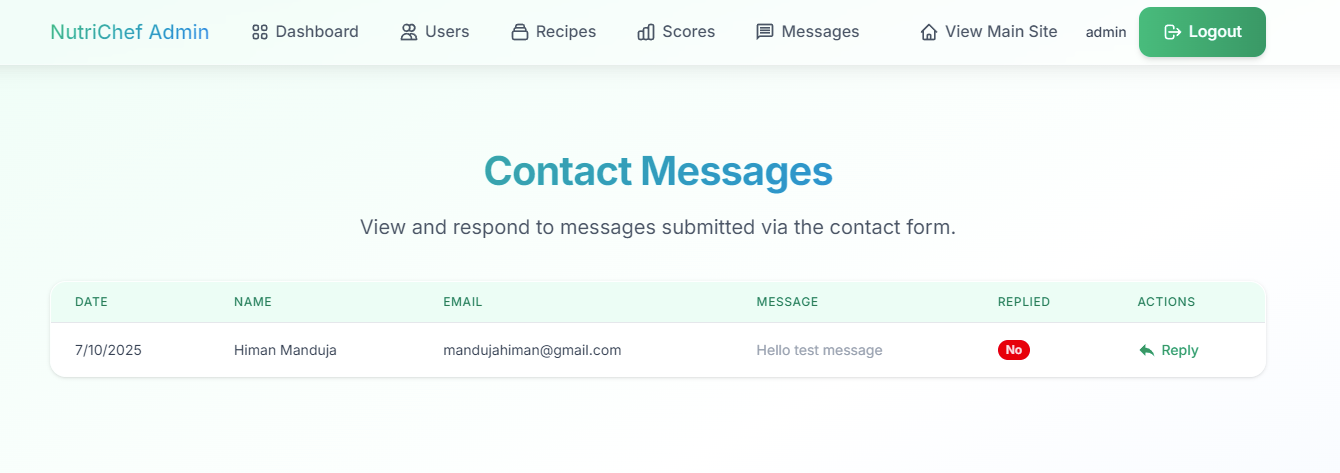 NutriChef Admin Dashboard Users Recipes Scores Messages View Main Site admin Logout
Contact Messages
View and respond to messages submitted via the contact form.
DATE NAME EMAIL MESSAGE REPLIED ACTIONS
7/10/2025 Himan Manduja mandujahiman@gmail.com Hello test message No Reply